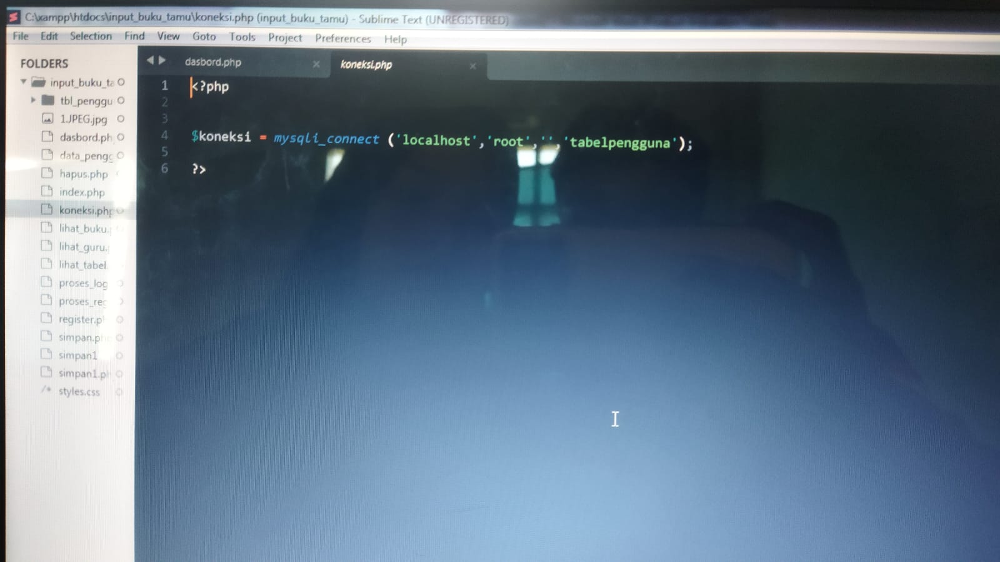 C:\xampp\htdocs\input_buku_tamu\koneksi.php (input_buku_tamu) - Sublime Text (UNREGISTERED)
File Edit Selection Find View Goto Tools Project Preferences Help
FOLDERS
input_buku_ta
tbl_penggu
1.JPEG.jpg
dasbord.ph
data_pengg
hapus.php
index.php
koneksi.php
lihat_buku.
lihat_guru.
lihat_tabel
proses_log
proses_reg
register.p
simpan.php
simpan1
simpan1.ph
styles.css
dasbord.php
koneksi.php
1 <?php
2
3
4 $koneksi = mysqli_connect ('localhost','root','','tabelpengguna');
5
6 ?>